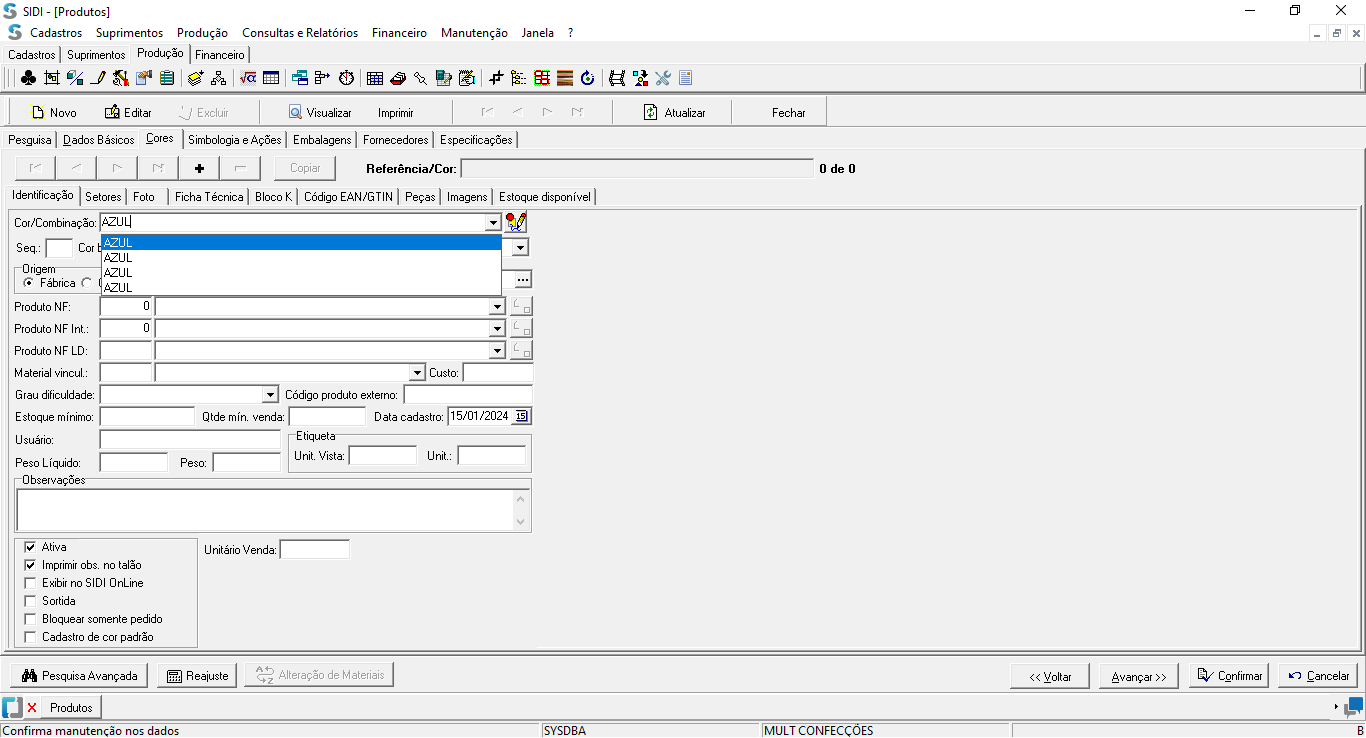 SIDI - [Produtos]
Cadastros Suprimentos Produção Consultas e Relatórios Financeiro Manutenção Janela ?
Cadastros Suprimentos Produção Financeiro
Novo Editar Excluir Visualizar Imprimir Atualizar Fechar
Pesquisa Dados Básicos Cores Simbologia e Ações Embalagens Fornecedores Especificações
Copiar Referência/Cor: 0 de 0
Identificação Setores Foto Ficha Técnica Bloco K Código EAN/GTIN Peças Imagens Estoque disponível
Cor/Combinação: AZUL
AZUL
AZUL
AZUL
AZUL
Seq.: Cor
Origem
Fábrica
Produto NF: 0
Produto NF Int.: 0
Produto NF LD:
Material vincul.: Custo:
Grau dificuldade: Código produto externo:
Estoque mínimo: Qtde mín. venda: Data cadastro: 15/01/2024 15
Usuário:
Etiqueta
Unit. Vista: Unit.:
Peso Líquido: Peso:
Observações
Ativa
Unitário Venda:
Imprimir obs. no talão
Exibir no SIDI OnLine
Sortida
Bloquear somente pedido
Cadastro de cor padrão
Pesquisa Avançada Reajuste Alteração de Materiais << Voltar Avançar >> Confirmar Cancelar
Produtos
Confirma manutenção nos dados SYSDBA MULT CONFECÇÕES B